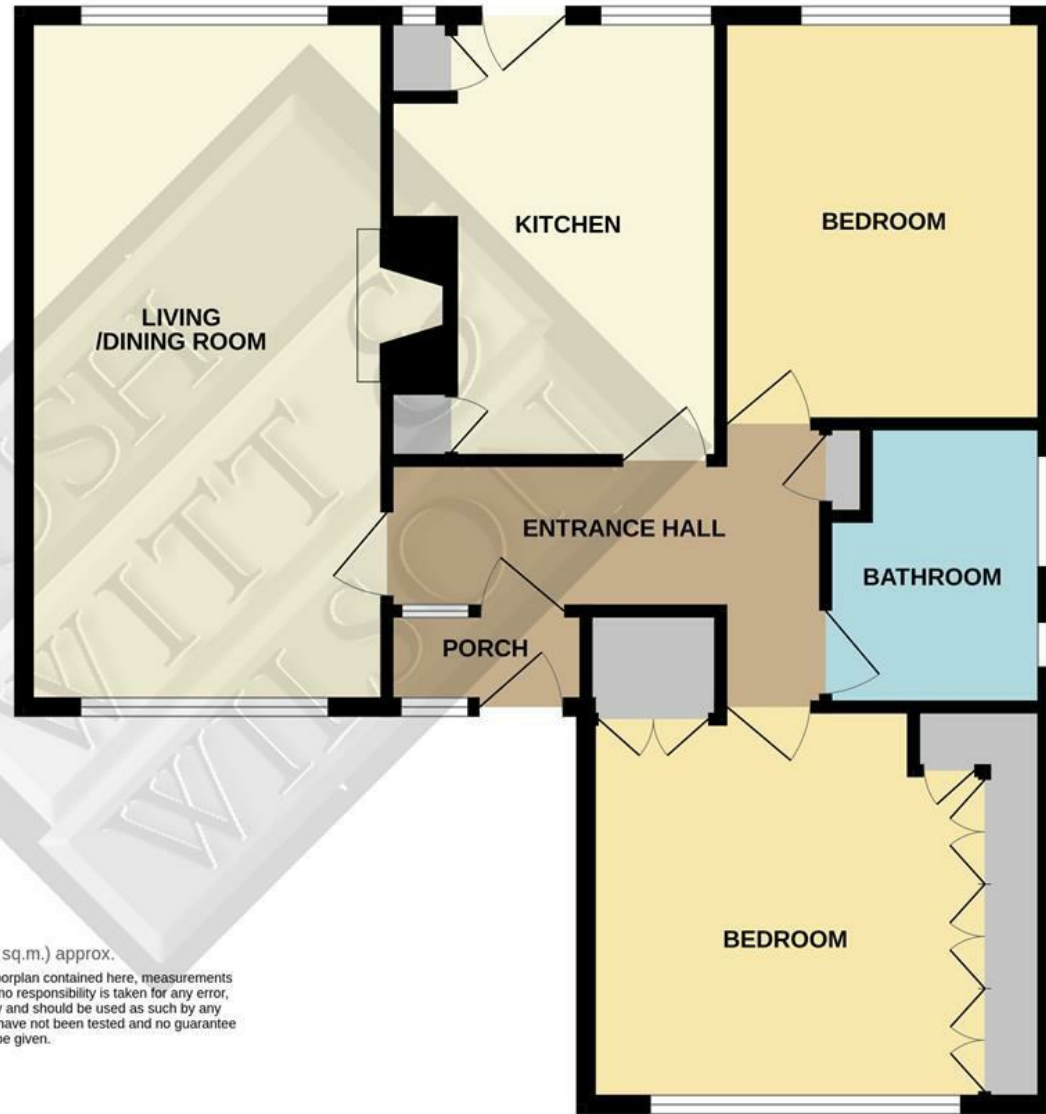 KITCHEN
BEDROOM
LIVING
/DINING ROOM
ENTRANCE HALL
BATHROOM
PORCH
BEDROOM
sq.m.) approx.
contained here, measurements
no responsibility is taken for any error,
and should be used as such by any
have not been tested and no guarantee
be given.
WITT &